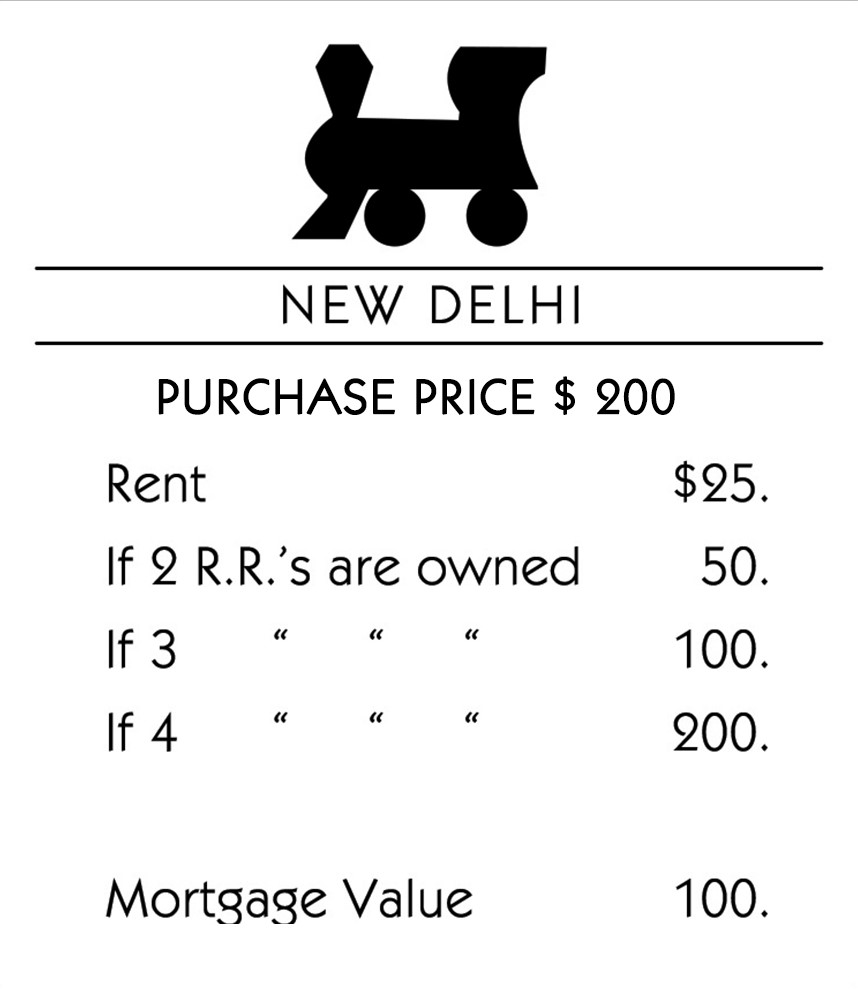 NEW DELHI
PURCHASE PRICE $ 200
Rent $25.
If 2 R.R.’s are owned 50.
If 3 “ “ “ 100.
If 4 “ “ “ 200.
Mortgage Value 100.